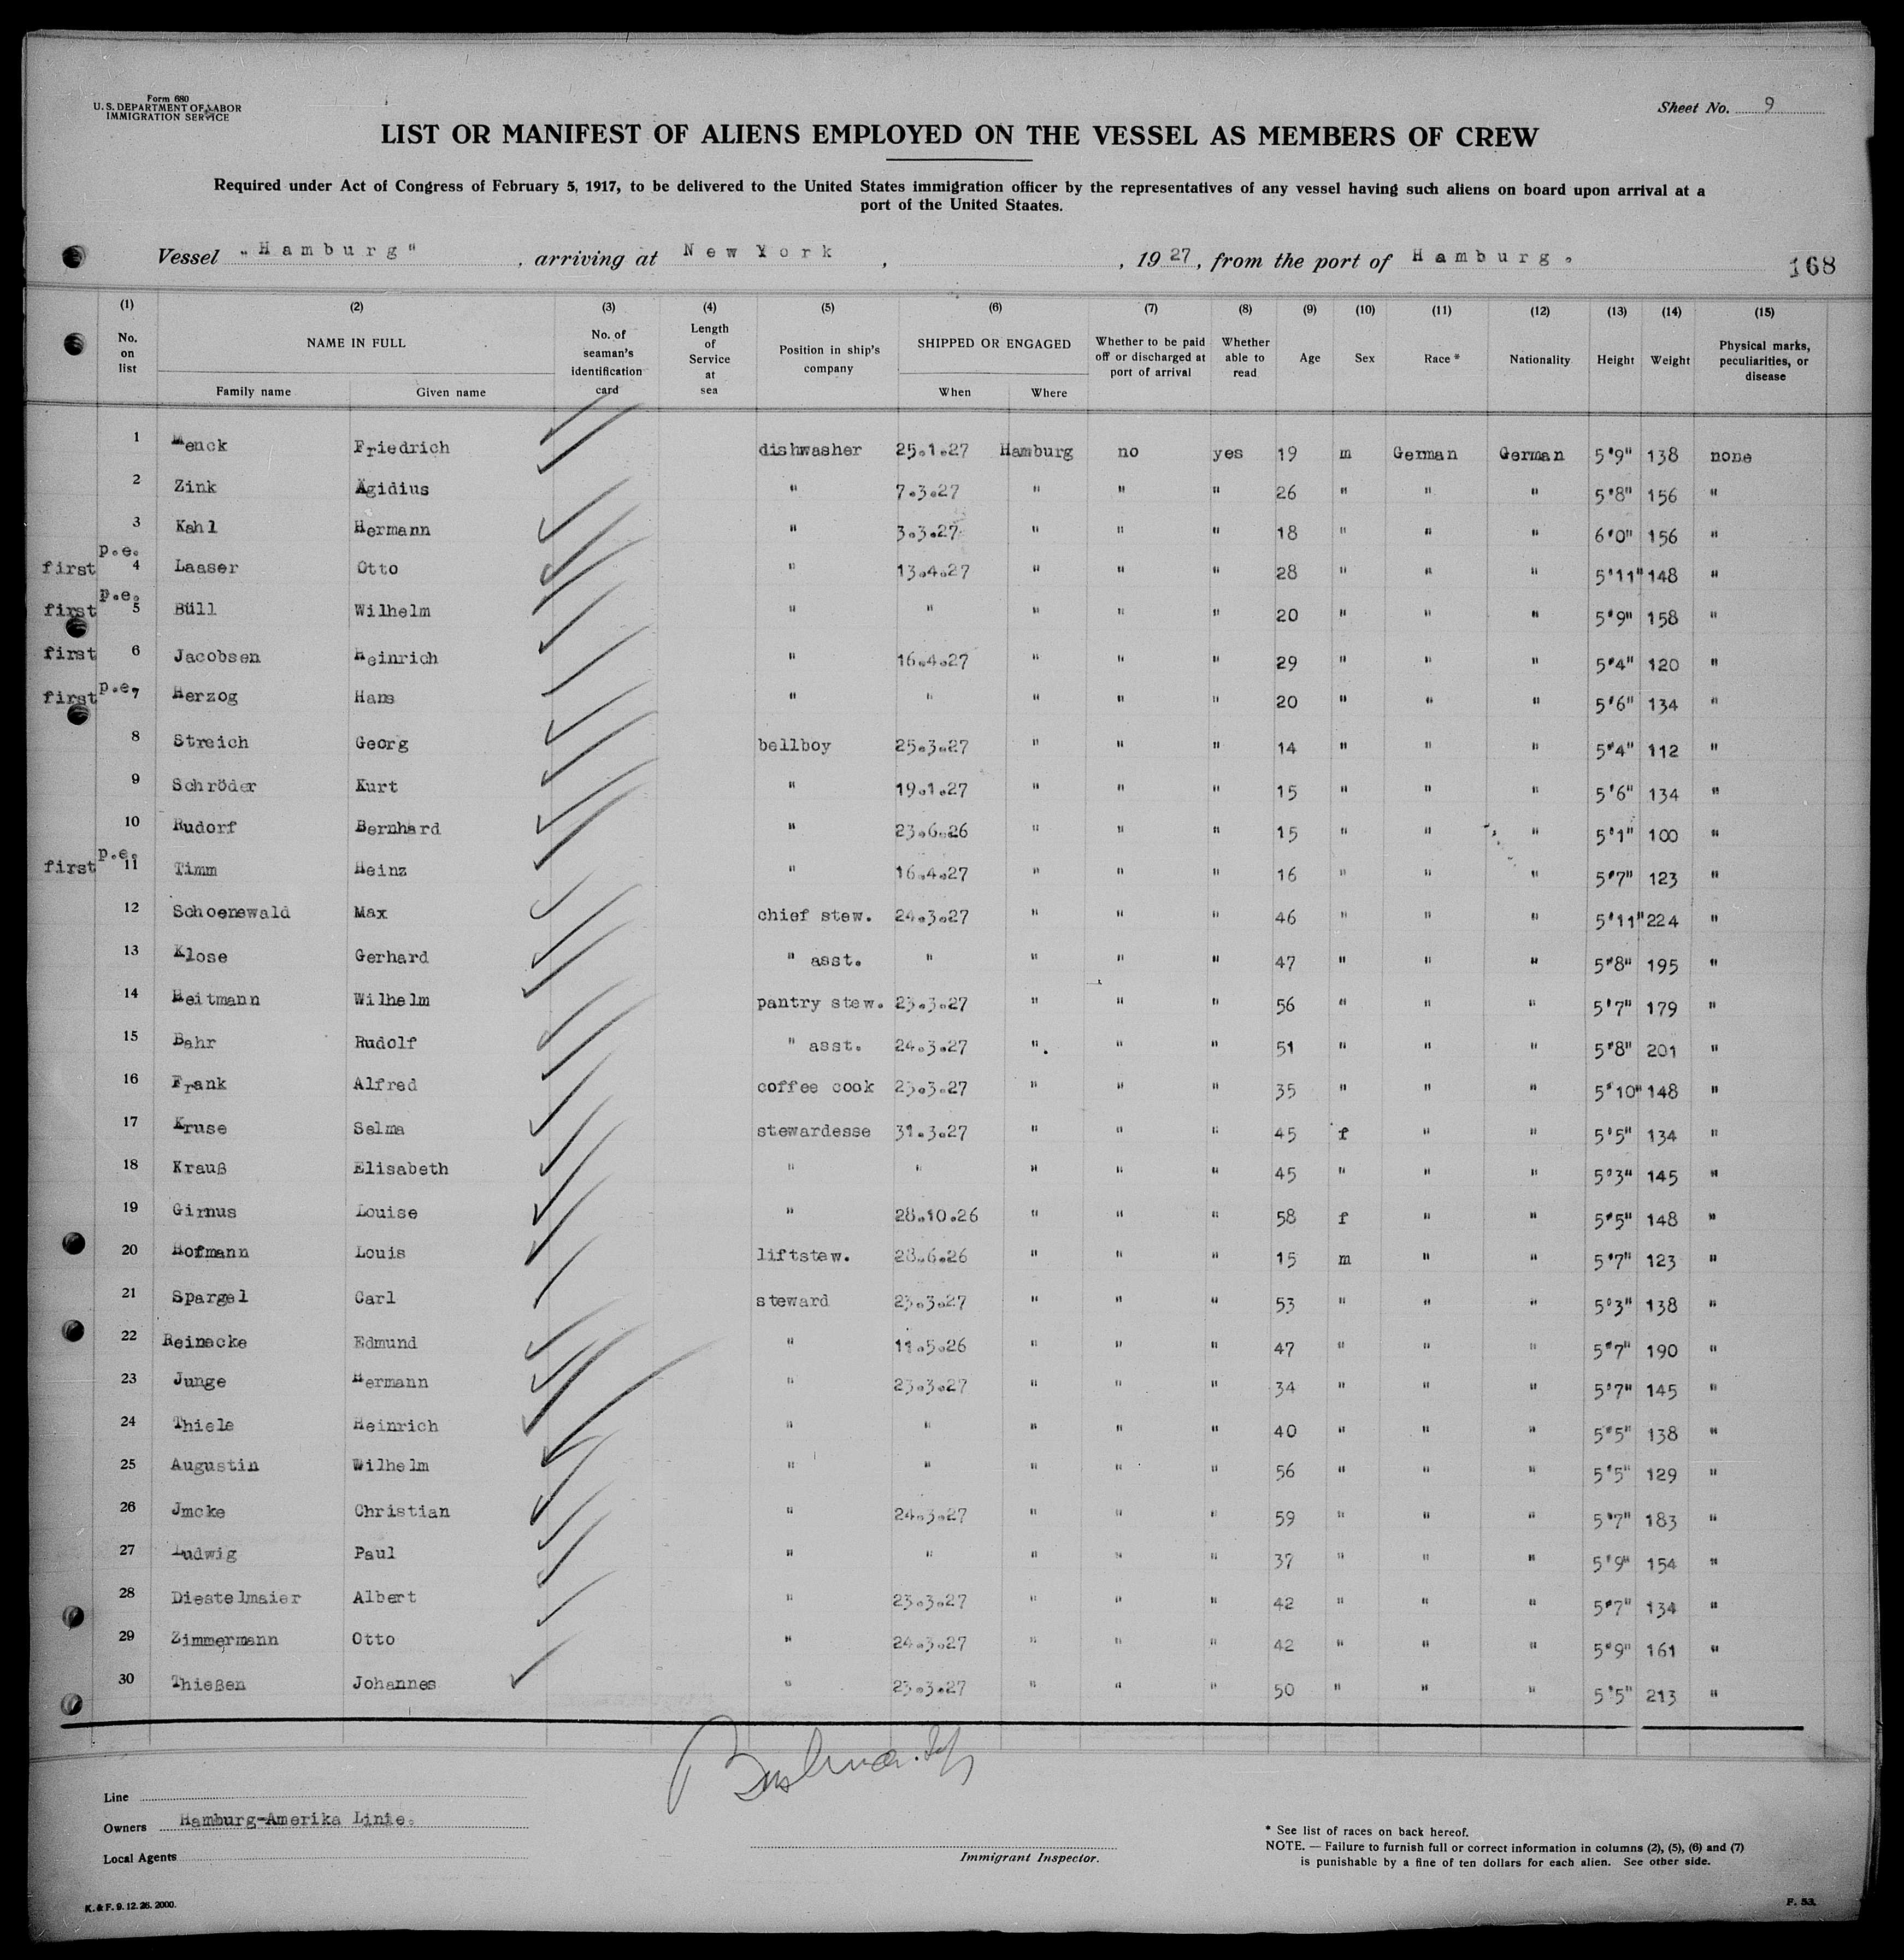 Form 680
U. S. DEPARTMENT OF LABOR
IMMIGRATION SERVICE
Sheet No. 9
LIST OR MANIFEST OF ALIENS EMPLOYED ON THE VESSEL AS MEMBERS OF CREW
Required under Act of Congress of February 5, 1917, to be delivered to the United States immigration officer by the representatives of any vessel having such aliens on board upon arrival at a
port of the United Staates.
Vessel „Hamburg" , arriving at New York , , 1927, from the port of Hamburg.
168
(1) (2) (3) (4) (5) (6) (7) (8) (9) (10) (11) (12) (13) (14) (15)
No. on list NAME IN FULL Family name Given name No. of seaman's identification card Length of Service at sea Position in ship's company SHIPPED OR ENGAGED When Where Whether to be paid off or discharged at port of arrival Whether able to read Age Sex Race * Nationality Height Weight Physical marks, peculiarities, or disease
1 Menck Friedrich dishwasher 25.1.27 Hamburg no yes 19 m German German 5'9" 138 none
2 Zink Ägidius " 7.3.27 " " " 26 " " " 5'8" 156 "
3 Kahl Hermann " 3.3.27 " " " 18 " " " 6'0" 156 "
first p.e. 4 Laaser Otto " 13.4.27 " " " 28 " " " 5'11" 148 "
first p.e. 5 Büll Wilhelm " " " " " 20 " " " 5'9" 158 "
first 6 Jacobsen Heinrich " 16.4.27 " " " 29 " " " 5'4" 120 "
first p.e. 7 Herzog Hans " " " " " 20 " " " 5'6" 134 "
8 Streich Georg bellboy 25.3.27 " " " 14 " " " 5'4" 112 "
9 Schröder Kurt " 19.1.27 " " " 15 " " " 5'6" 134 "
10 Rudorf Bernhard " 23.6.26 " " " 15 " " " 5'1" 100 "
first p.e. 11 Timm Heinz " 16.4.27 " " " 16 " " " 5'7" 123 "
12 Schoenewald Max chief stew. 24.3.27 " " " 46 " " " 5'11" 224 "
13 Klose Gerhard " asst. " " " " 47 " " " 5'8" 195 "
14 Heitmann Wilhelm pantry stew. 23.3.27 " " " 56 " " " 5'7" 179 "
15 Bahr Rudolf " asst. 24.3.27 ". " " 51 " " " 5'8" 201 "
16 Frank Alfred coffee cook 23.3.27 " " " 35 " " " 5'10" 148 "
17 Kruse Selma stewardesse 31.3.27 " " " 45 f " " 5'5" 134 "
18 Krauß Elisabeth " " " " " 45 " " " 5'3" 145 "
19 Girnus Louise " 28.10.26 " " " 58 f " " 5'5" 148 "
20 Hofmann Louis liftstew. 28.6.26 " " " 15 m " " 5'7" 123 "
21 Spargel Carl steward 23.3.27 " " " 53 " " " 5'3" 138 "
22 Reinecke Edmund " 11.5.26 " " " 47 " " " 5'7" 190 "
23 Junge Hermann " 23.3.27 " " " 34 " " " 5'7" 145 "
24 Thiele Heinrich " " " " " 40 " " " 5'5" 138 "
25 Augustin Wilhelm " " " " " 56 " " " 5'5" 129 "
26 Jmcke Christian " 24.3.27 " " " 59 " " " 5'7" 183 "
27 Ludwig Paul " " " " " 37 " " " 5'9" 154 "
28 Diestelmaier Albert " 23.3.27 " " " 42 " " " 5'7" 134 "
29 Zimmermann Otto " 24.3.27 " " " 42 " " " 5'9" 161 "
30 Thießen Johannes " 23.3.27 " " " 50 " " " 5'5" 213 "
Line
Owners Hamburg-Amerika Linie.
Local Agents
Immigrant Inspector.
* See list of races on back hereof.
NOTE. — Failure to furnish full or correct information in columns (2), (5), (6) and (7)
is punishable by a fine of ten dollars for each alien. See other side.
K. & F. 9. 12. 26. 2000.
F. 53.